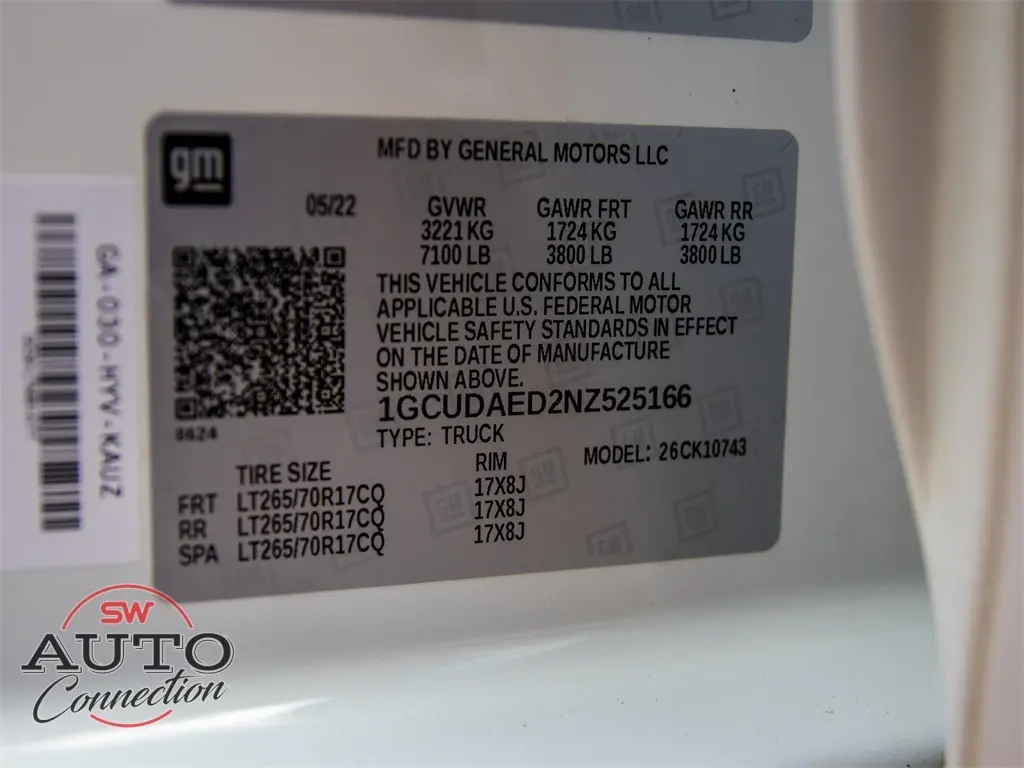 gm
MFD BY GENERAL MOTORS LLC
05/22
GVWR GAWR FRT GAWR RR
3221 KG 1724 KG 1724 KG
7100 LB 3800 LB 3800 LB
THIS VEHICLE CONFORMS TO ALL
APPLICABLE U.S. FEDERAL MOTOR
VEHICLE SAFETY STANDARDS IN EFFECT
ON THE DATE OF MANUFACTURE
SHOWN ABOVE.
1GCUDAED2NZ525166
8624
TYPE: TRUCK
MODEL: 26CK10743
TIRE SIZE RIM
FRT LT265/70R17CQ 17X8J
RR LT265/70R17CQ 17X8J
SPA LT265/70R17CQ 17X8J
GA-030-HYV-KAUZ
SW
AUTO
Connection